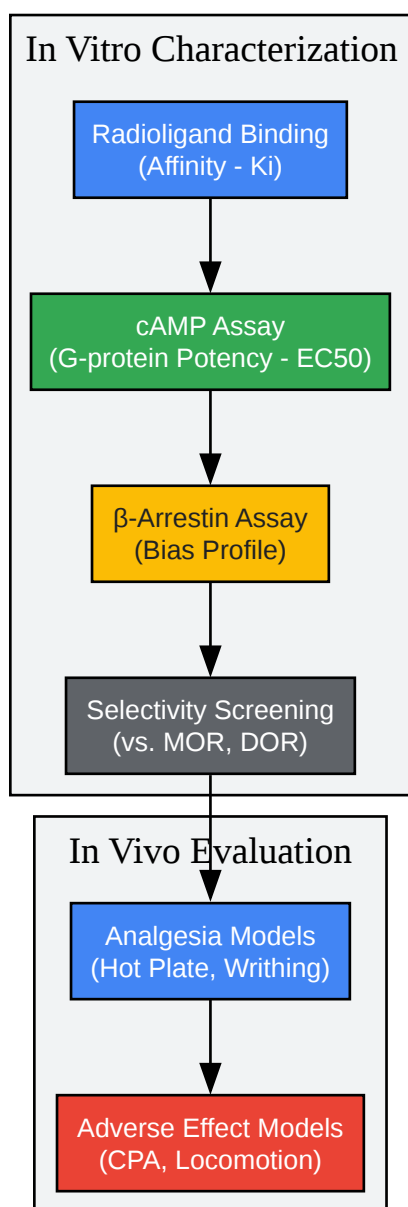 In Vitro Characterization
Radioligand Binding
(Affinity - Ki)
cAMP Assay
(G-protein Potency - EC50)
β-Arrestin Assay
(Bias Profile)
Selectivity Screening
(vs. MOR, DOR)
In Vivo Evaluation
Analgesia Models
(Hot Plate, Writhing)
Adverse Effect Models
(CPA, Locomotion)